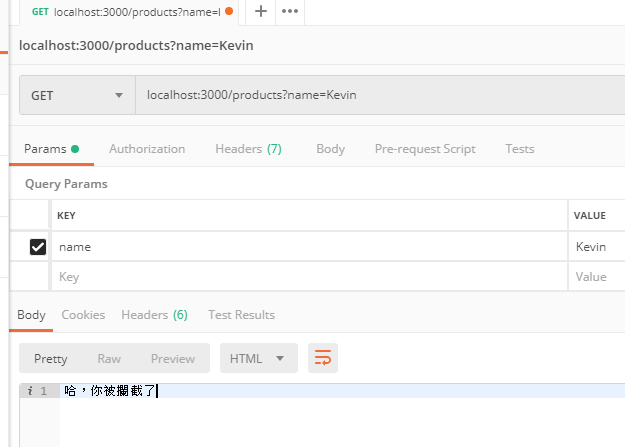 GET localhost:3000/products?name=l + •••
localhost:3000/products?name=Kevin
GET localhost:3000/products?name=Kevin
Params Authorization Headers (7) Body Pre-request Script Tests
Query Params
KEY VALUE
name Kevin
Key Value
Body Cookies Headers (6) Test Results
Pretty Raw Preview HTML
i 1 哈，你被攔截了